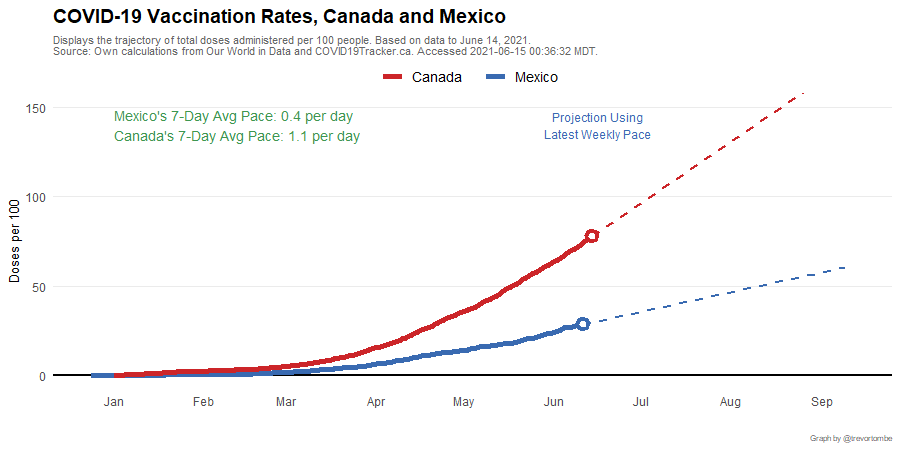 COVID-19 Vaccination Rates, Canada and Mexico
Displays the trajectory of total doses administered per 100 people. Based on data to June 14, 2021.
Source: Own calculations from Our World in Data and COVID19Tracker.ca. Accessed 2021-06-15 00:36:32 MDT.
Canada Mexico
Mexico's 7-Day Avg Pace: 0.4 per day
Canada's 7-Day Avg Pace: 1.1 per day
Projection Using
Latest Weekly Pace
Doses per 100
150
100
50
0
Jan Feb Mar Apr May Jun Jul Aug Sep
Graph by @trevortombe